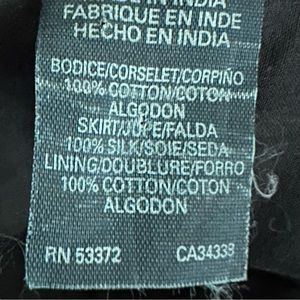 IN INDIA
FABRIQUE EN INDE
HECHO EN INDIA
BODICE/CORSELET/CORPIÑO
100% COTTON/COTON
ALGODON
SKIRT/JUPE/FALDA
100% SILK/SOIE/SEDA
LINING/DOUBLURE/FORRO
100% COTTON/COTON
ALGODON
RN 53372 CA34338